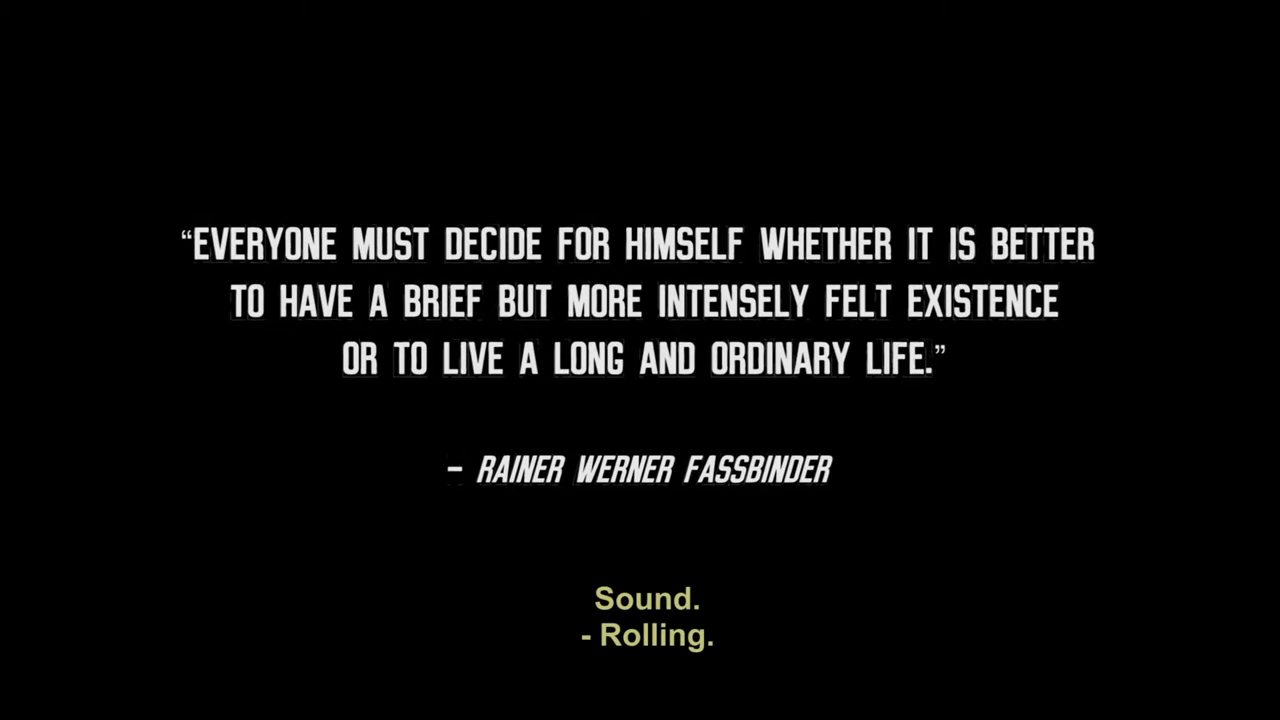 “EVERYONE MUST DECIDE FOR HIMSELF WHETHER IT IS BETTER
TO HAVE A BRIEF BUT MORE INTENSELY FELT EXISTENCE
OR TO LIVE A LONG AND ORDINARY LIFE.”
– RAINER WERNER FASSBINDER
Sound.
- Rolling.